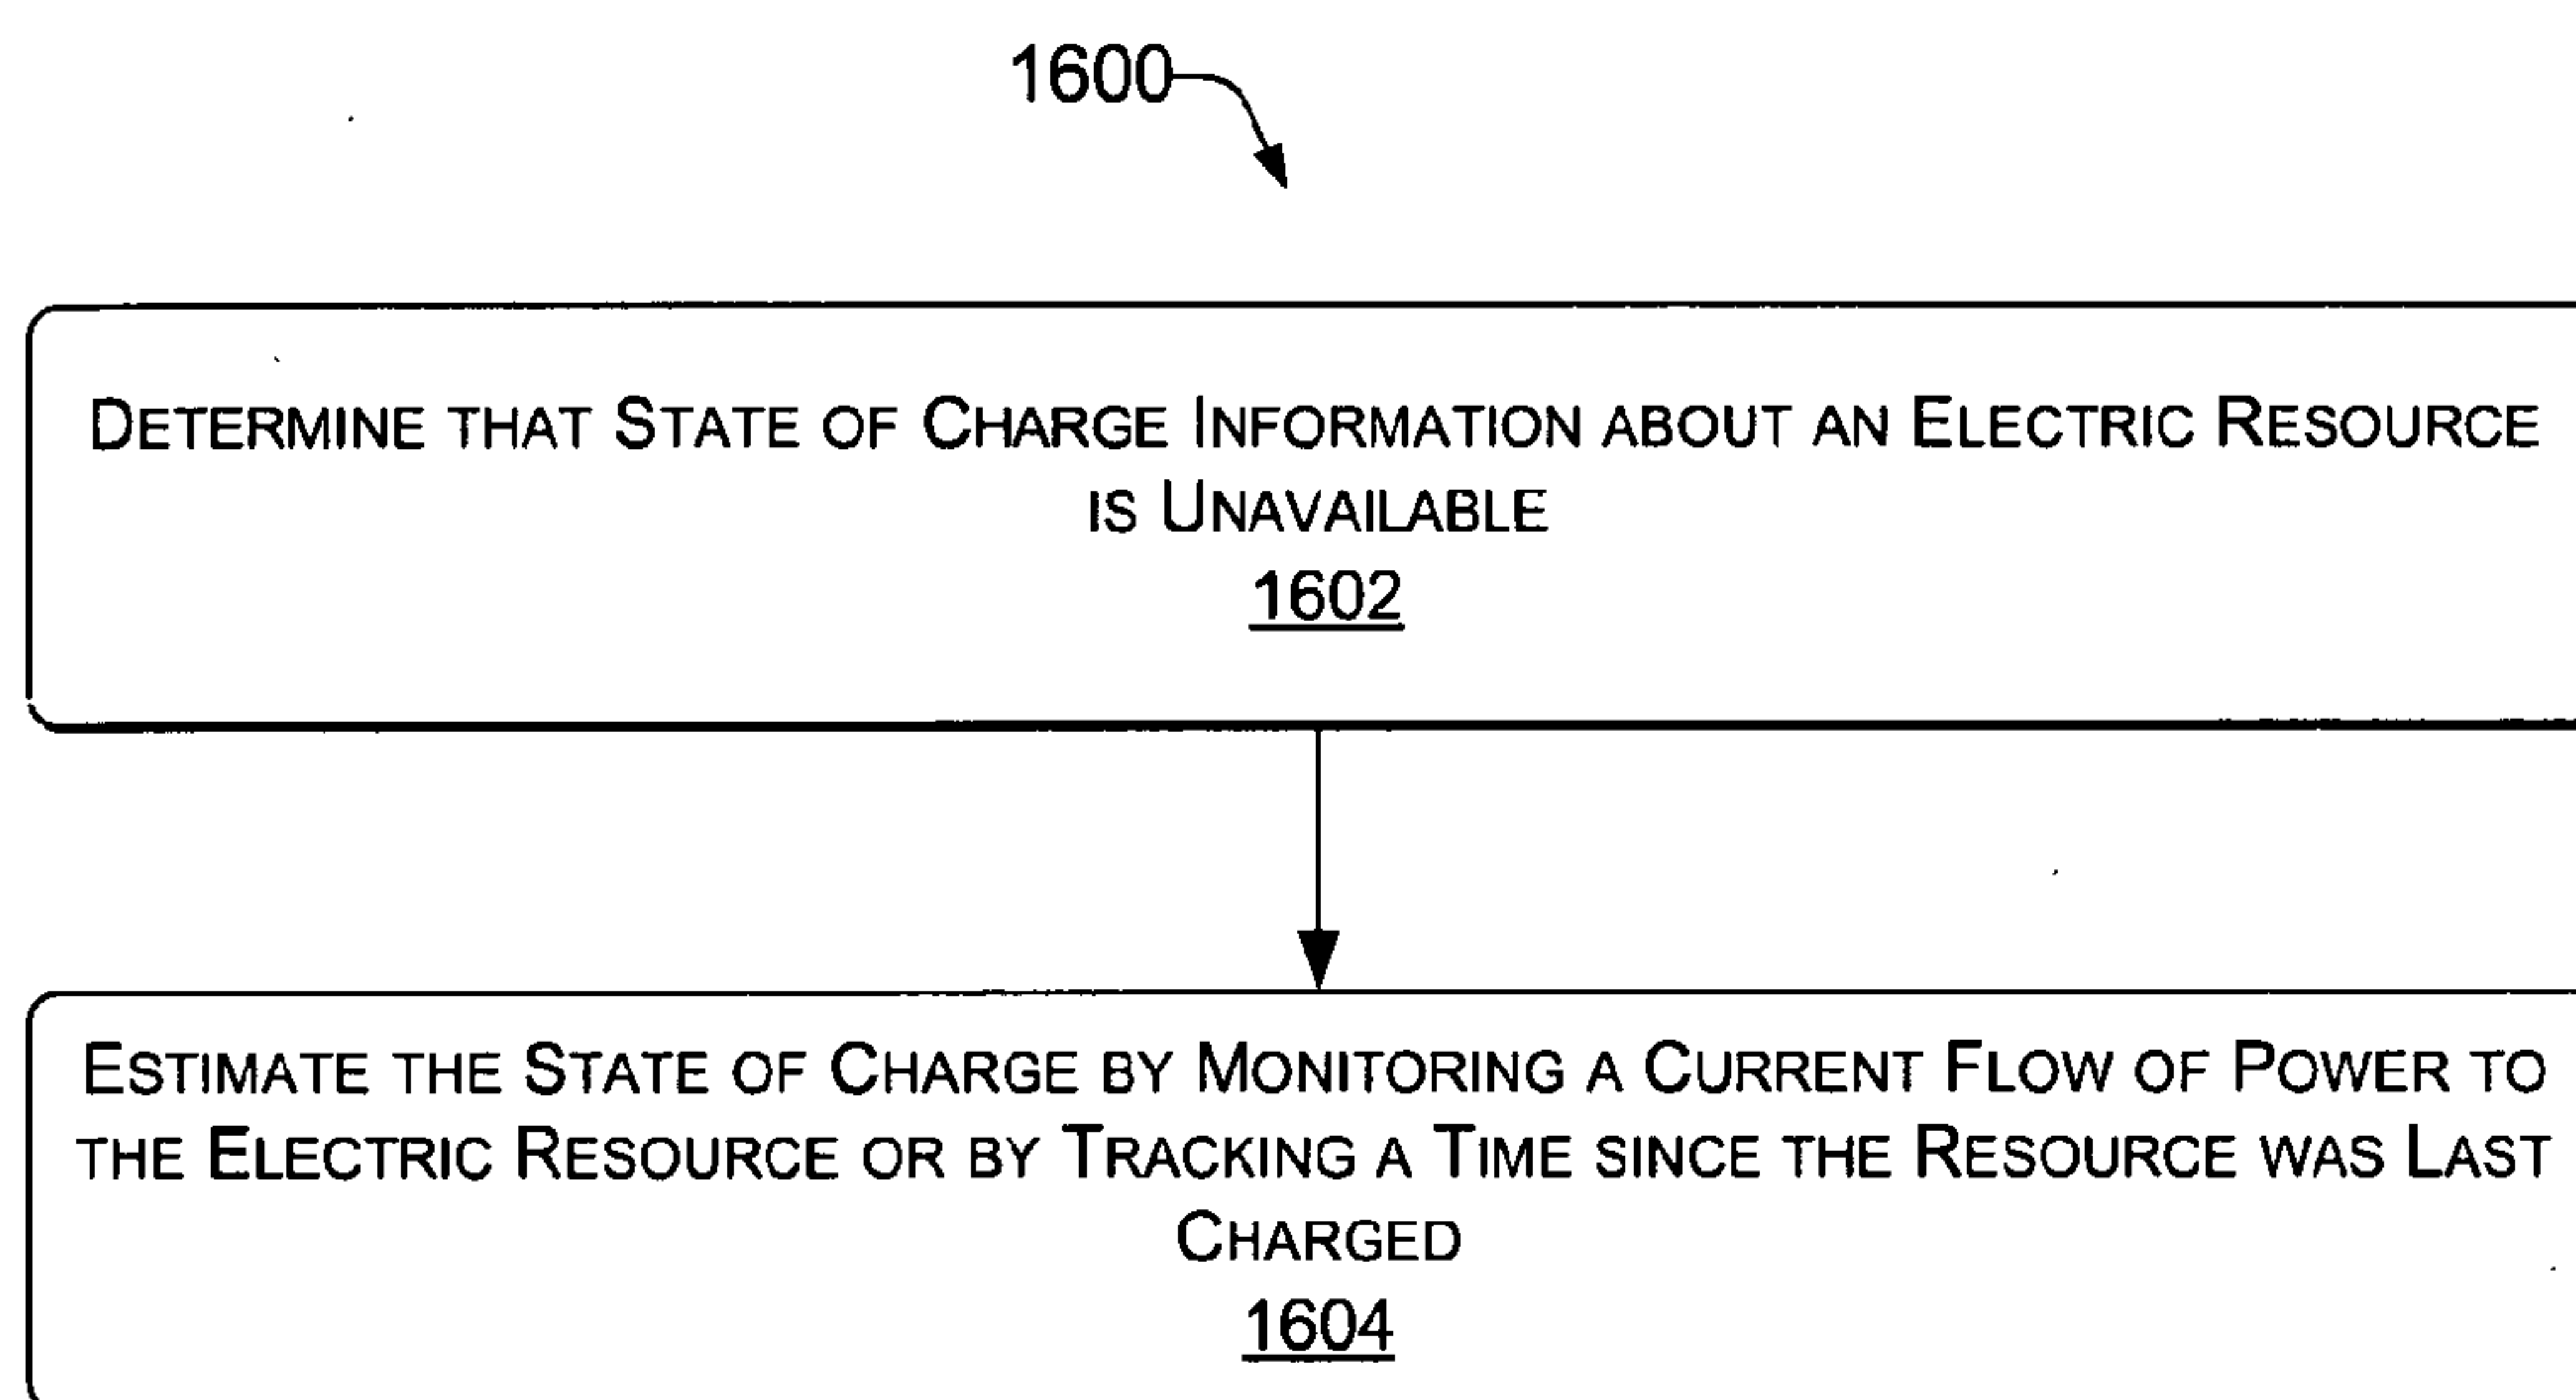 1600
DETERMINE THAT STATE OF CHARGE INFORMATION ABOUT AN ELECTRIC RESOURCE
IS UNAVAILABLE
1602
ESTIMATE THE STATE OF CHARGE BY MONITORING A CURRENT FLOW OF POWER TO
THE ELECTRIC RESOURCE OR BY TRACKING A TIME SINCE THE RESOURCE WAS LAST
CHARGED
1604